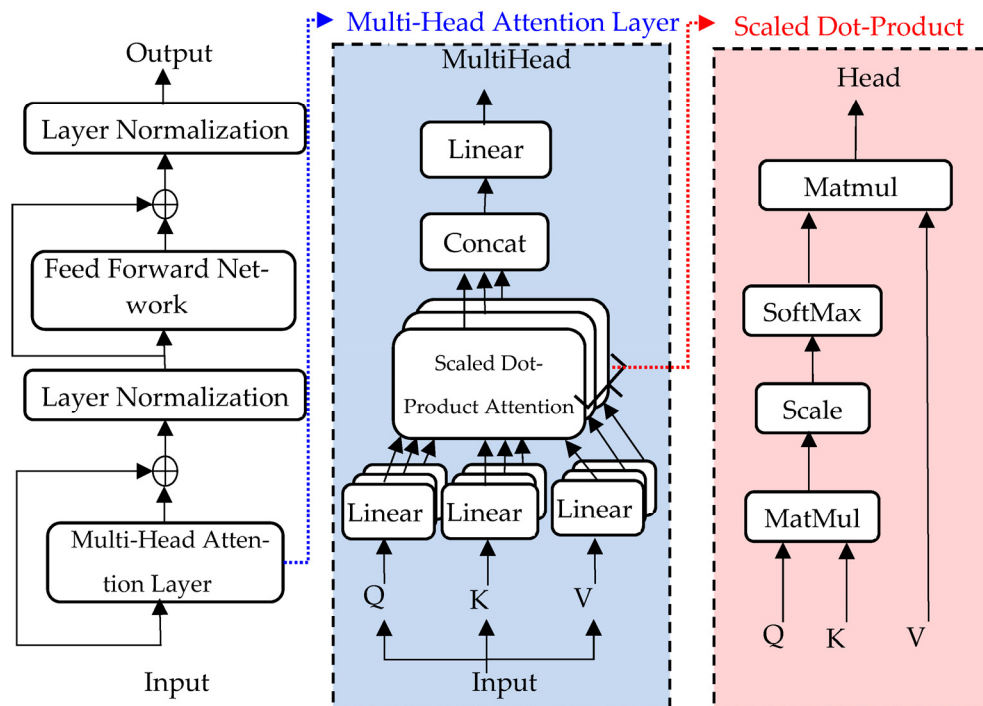 Output
Layer Normalization
Feed Forward Net-
work
Layer Normalization
Multi-Head Atten-
tion Layer
Input
Multi-Head Attention Layer
MultiHead
Linear
Concat
Scaled Dot-
Product Attention
Linear
Linear
Linear
Q
K
V
Input
Scaled Dot-Product
Head
Matmul
SoftMax
Scale
MatMul
Q
K
V